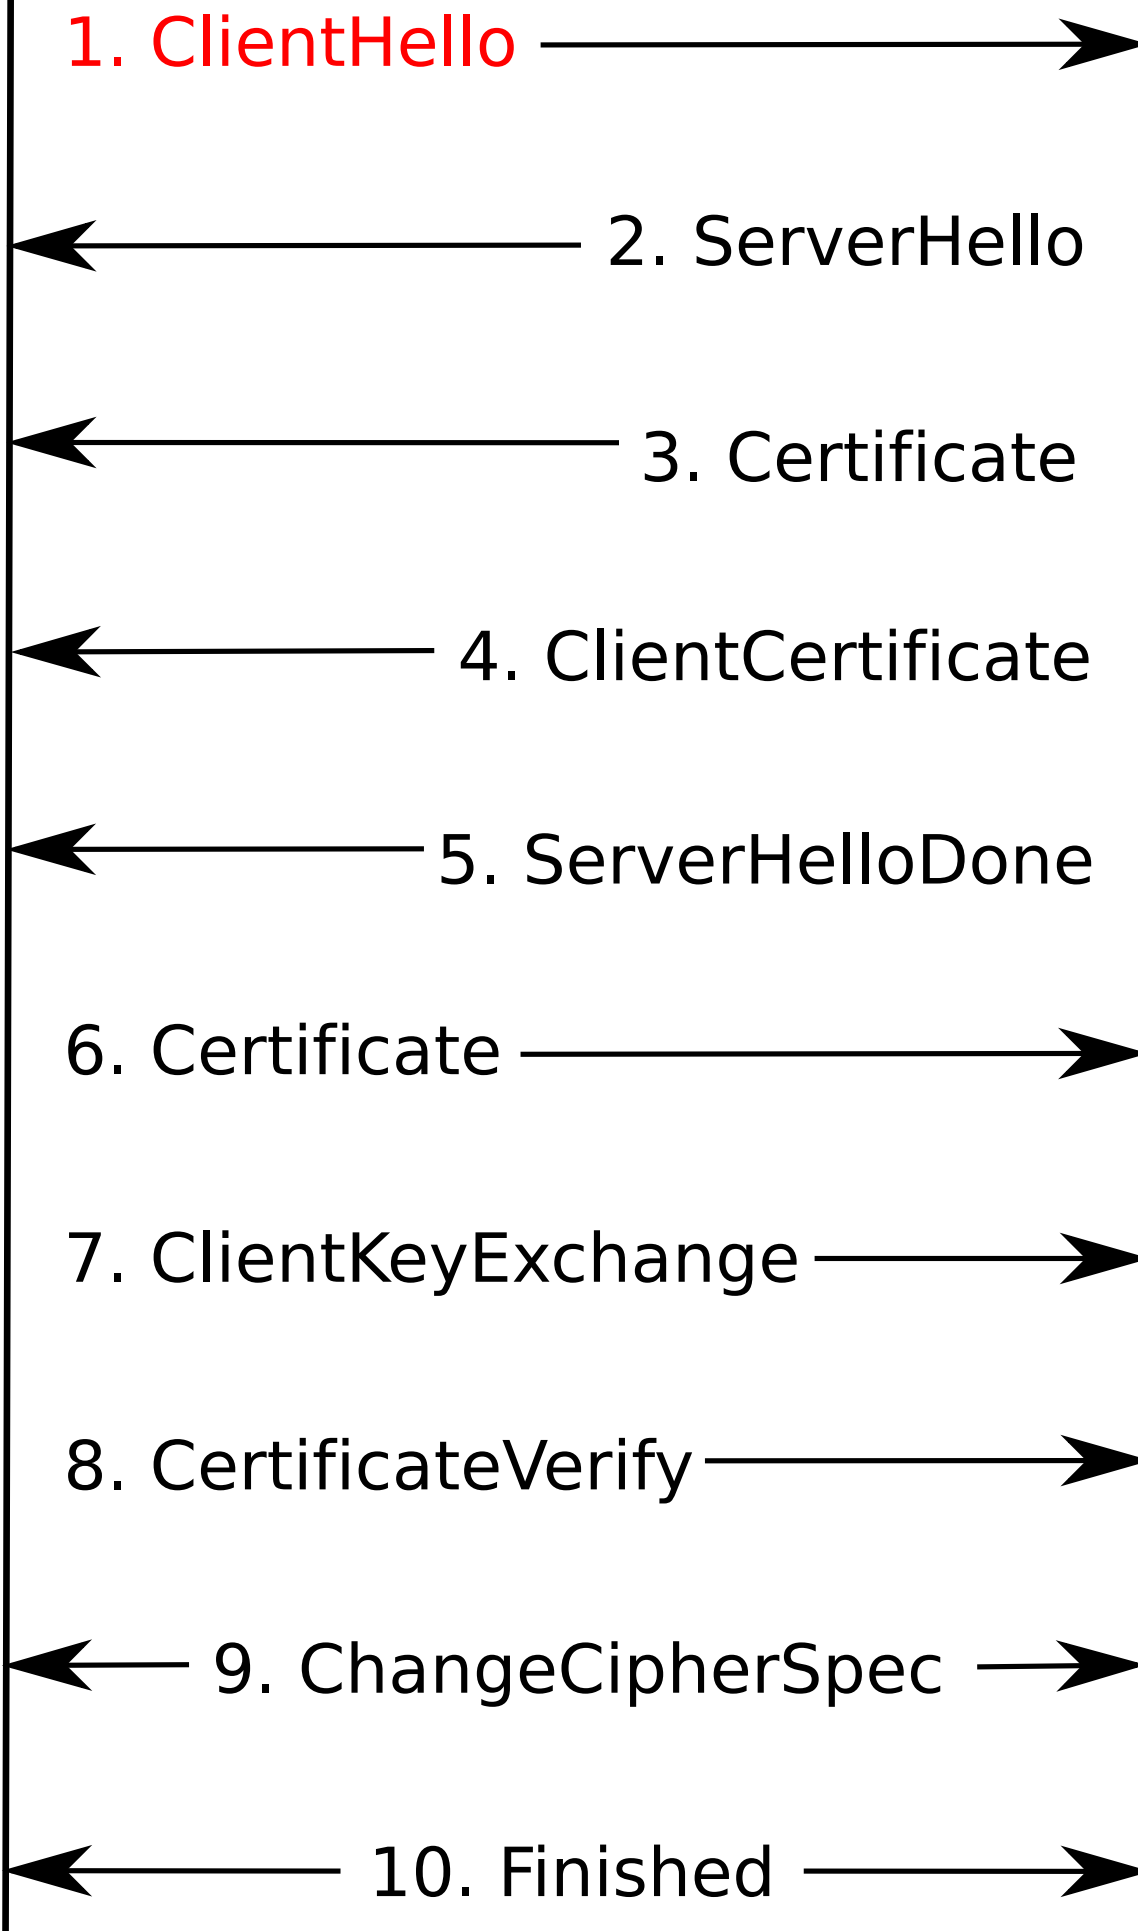 1. ClientHello
2. ServerHello
3. Certificate
4. ClientCertificate
5. ServerHelloDone
6. Certificate
7. ClientKeyExchange
8. CertificateVerify
9. ChangeCipherSpec
10. Finished